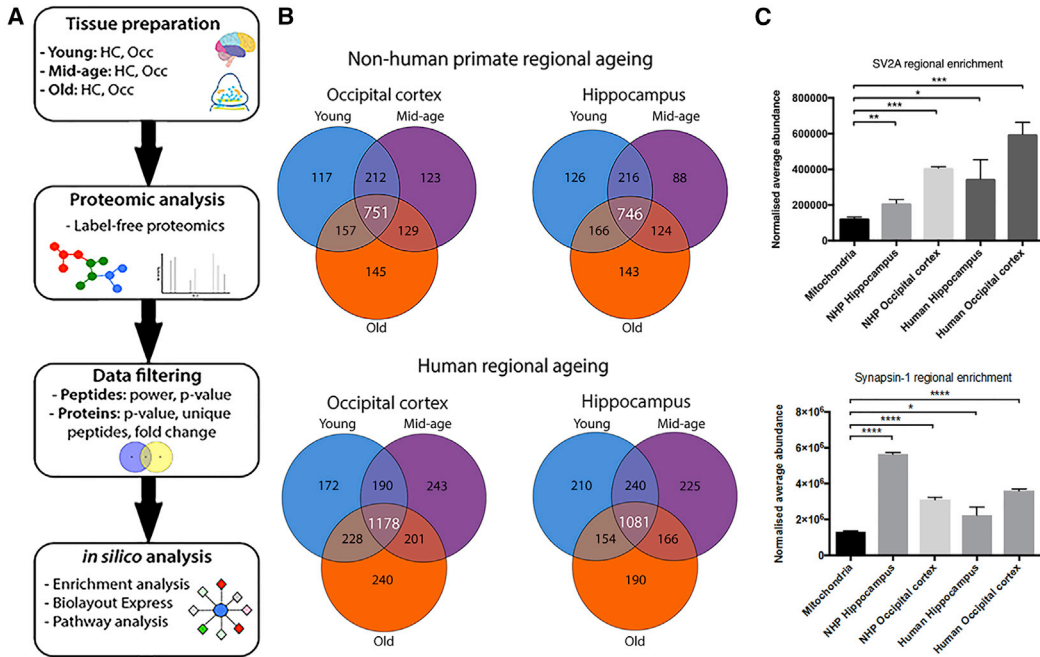 A
Tissue preparation
- Young: HC, Occ
- Mid-age: HC, Occ
- Old: HC, Occ
Proteomic analysis
- Label-free proteomics
Data filtering
- Peptides: power, p-value
- Proteins: p-value, unique
peptides, fold change
in silico analysis
- Enrichment analysis
- Biolayout Express
- Pathway analysis
B
Non-human primate regional ageing
Occipital cortex
Young
Mid-age
117
212
123
751
157
129
145
Old
Hippocampus
Young
Mid-age
126
216
88
746
166
124
143
Old
Human regional ageing
Occipital cortex
Young
Mid-age
172
190
243
1178
228
201
240
Old
Hippocampus
Young
Mid-age
210
240
225
1081
154
166
190
Old
C
SV2A regional enrichment
***
*
***
**
Normalised average abundance
800000
600000
400000
200000
0
Mitochondria
NHP Hippocampus
NHP Occipital cortex
Human Hippocampus
Human Occipital cortex
Synapsin-1 regional enrichment
****
*
****
****
Normalised average abundance
8×10⁶
6×10⁶
4×10⁶
2×10⁶
0
Mitochondria
NHP Hippocampus
NHP Occipital cortex
Human Hippocampus
Human Occipital cortex